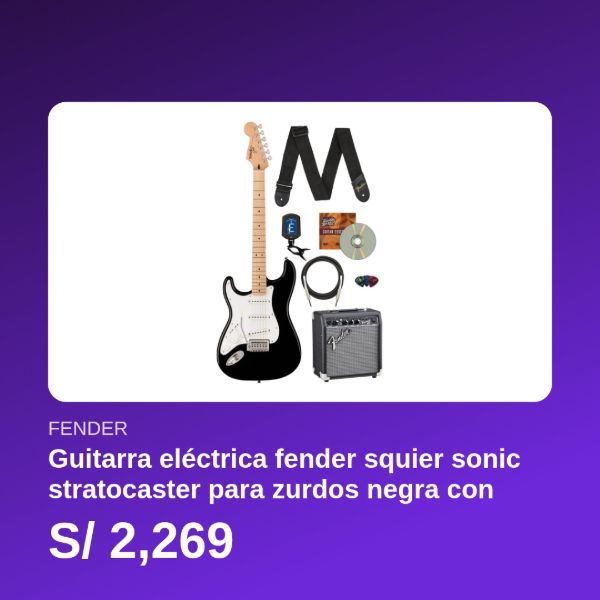 FENDER
Guitarra eléctrica fender squier sonic
stratocaster para zurdos negra con
S/ 2,269